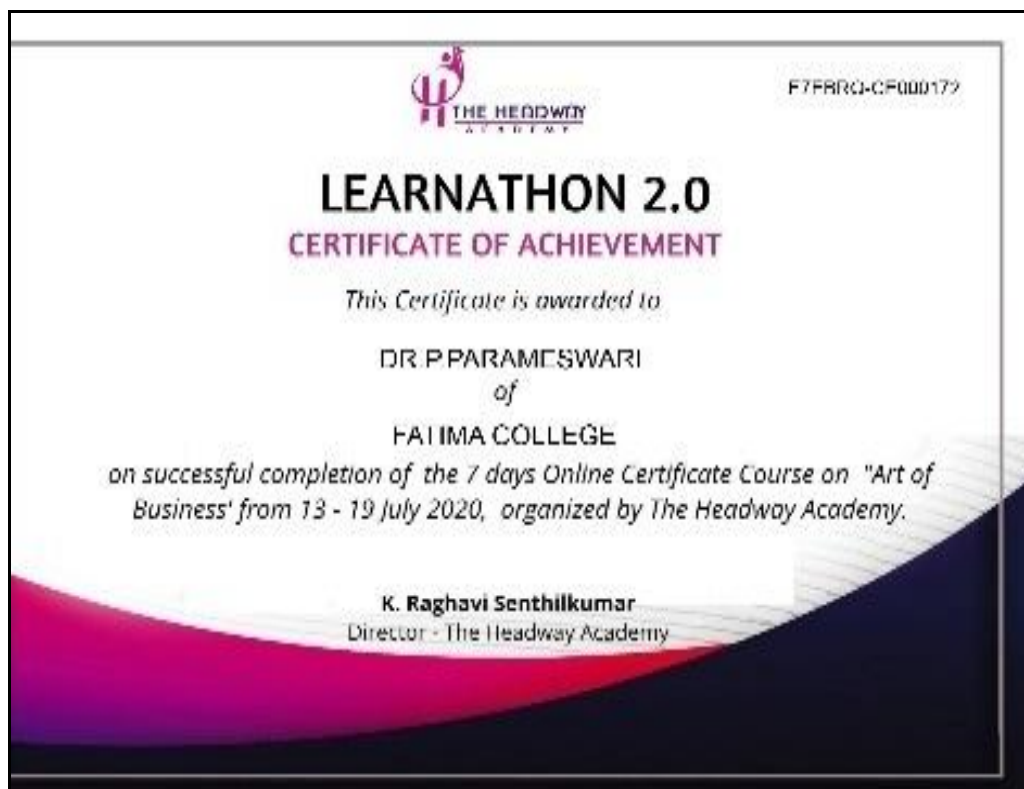 THE HEADWAY
ACADEMY
LEARNATHON 2.0
CERTIFICATE OF ACHIEVEMENT
This Certificate is awarded to
DR.P.PARAMESWARI
of
FATIMA COLLEGE
on successful completion of the 7 days Online Certificate Course on "Art of
Business' from 13 - 19 July 2020, organized by The Headway Academy.
K. Raghavi Senthilkumar
Director - The Headway Academy